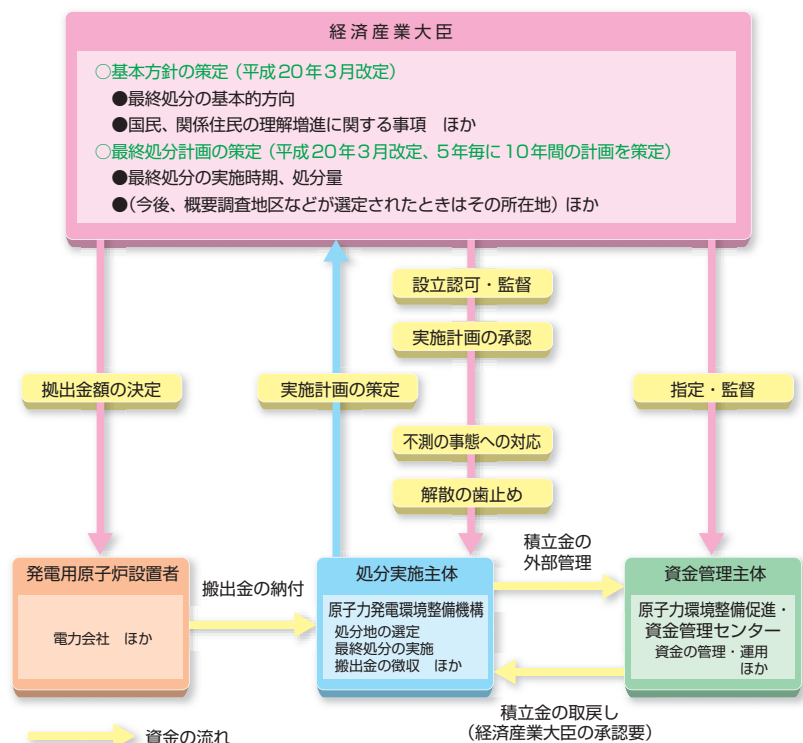 経済産業大臣
○基本方針の策定（平成20年3月改定）
●最終処分の基本的方向
●国民、関係住民の理解増進に関する事項　ほか
○最終処分計画の策定（平成20年3月改定、5年毎に10年間の計画を策定）
●最終処分の実施時期、処分量
●（今後、概要調査地区などが選定されたときはその所在地）ほか
設立認可・監督
実施計画の承認
拠出金額の決定
実施計画の策定
指定・監督
不測の事態への対応
解散の歯止め
発電用原子炉設置者
電力会社　ほか
搬出金の納付
処分実施主体
原子力発電環境整備機構
処分地の選定
最終処分の実施
搬出金の徴収　ほか
積立金の
外部管理
資金管理主体
原子力環境整備促進・
資金管理センター
資金の管理・運用
ほか
積立金の取戻し
（経済産業大臣の承認要）
資金の流れ